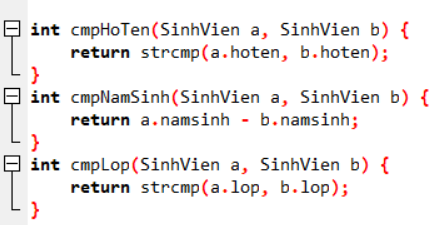 int cmpHoTen(SinhVien a, SinhVien b) {
return strcmp(a.hoten, b.hoten);
}
int cmpNamSinh(SinhVien a, SinhVien b) {
return a.namsinh - b.namsinh;
}
int cmpLop(SinhVien a, SinhVien b) {
return strcmp(a.lop, b.lop);
}